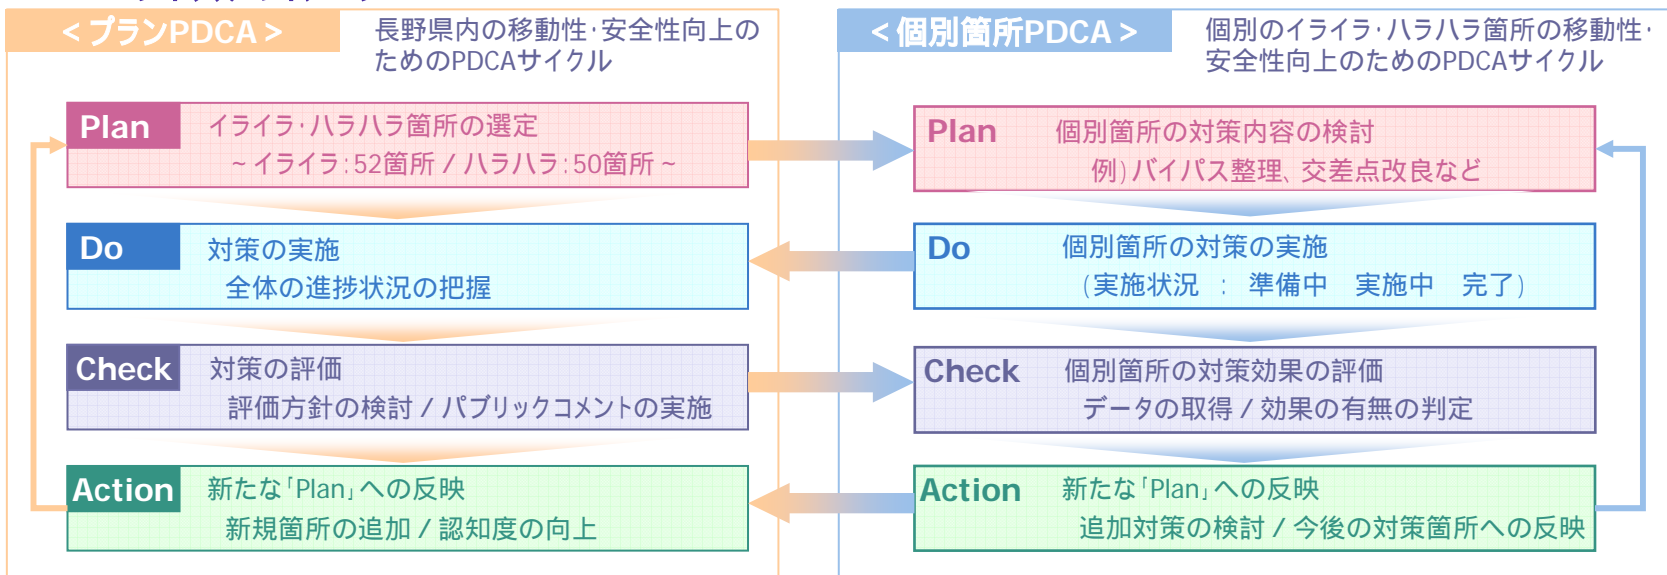 <プランPDCA>
長野県内の移動性・安全性向上の
ためのPDCAサイクル
Plan
イライラ・ハラハラ箇所の選定
~イライラ:52箇所/ハラハラ:50箇所~
Do
対策の実施
全体の進捗状況の把握
Check
対策の評価
評価方針の検討/パブリックコメントの実施
Action
新たな「Plan」への反映
新規箇所の追加/認知度の向上
<個別箇所PDCA>
個別のイライラ・ハラハラ箇所の移動性・
安全性向上のためのPDCAサイクル
Plan
個別箇所の対策内容の検討
例)バイパス整理、交差点改良など
Do
個別箇所の対策の実施
(実施状況 : 準備中 実施中 完了)
Check
個別箇所の対策効果の評価
データの取得/効果の有無の判定
Action
新たな「Plan」への反映
追加対策の検討/今後の対策箇所への反映